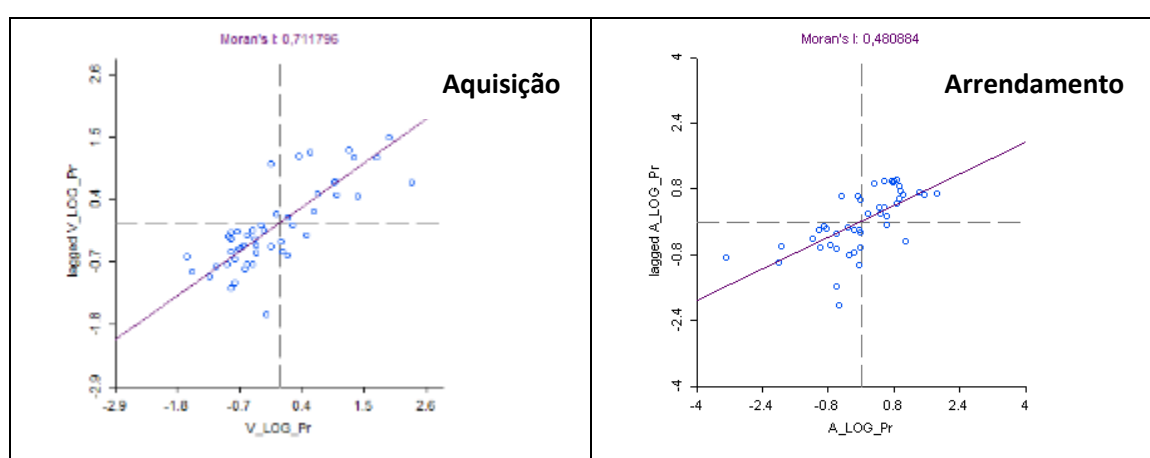 Moran's I: 0,711796
Aquisição
2.6
1.5
0.4
-0.7
-1.8
-2.9
lagged V_LOG_Pr
-2.9 -1.8 -0.7 0.4 1.5 2.6
V_LOG_Pr
Moran's I: 0,480884
Arrendamento
4
2.4
0.8
-0.8
-2.4
-4
lagged A_LOG_Pr
-4 -2.4 -0.8 0.8 2.4 4
A_LOG_Pr